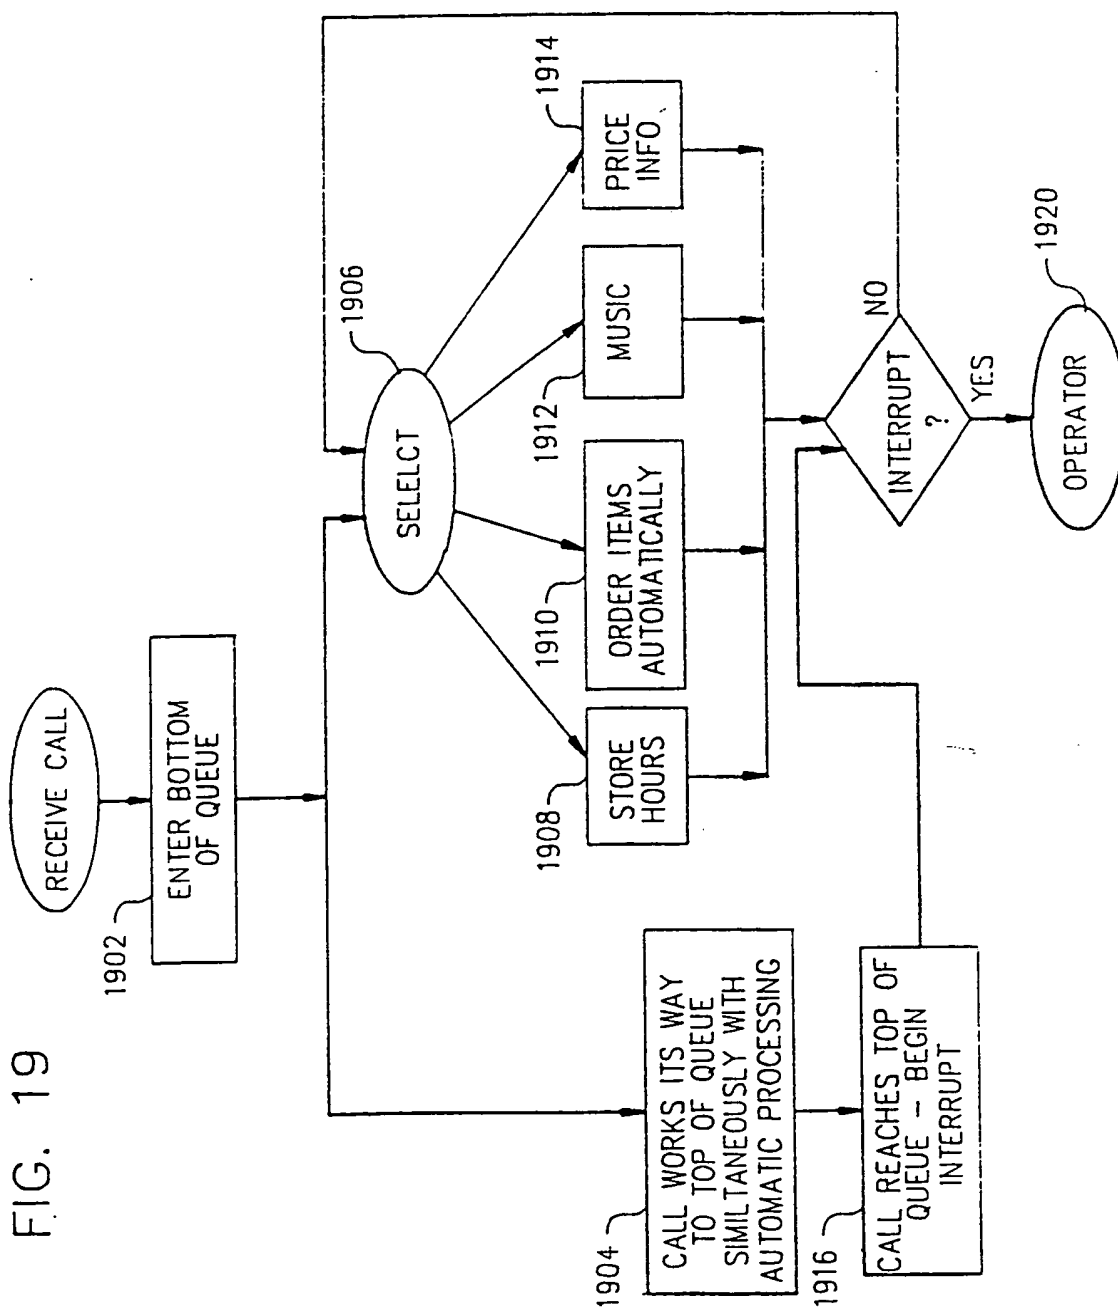 FIG. 19
RECEIVE CALL
1902
ENTER BOTTOM
OF QUEUE
1906
SELELCT
1908
STORE
HOURS
1910
ORDER ITEMS
AUTOMATICALLY
1912
MUSIC
1914
PRICE
INFO
1904
CALL WORKS ITS WAY
TO TOP OF QUEUE
SIMILTANEOUSLY WITH
AUTOMATIC PROCESSING
1916
CALL REACHES TOP OF
QUEUE – BEGIN
INTERRUPT
INTERRUPT
?
NO
YES
1920
OPERATOR